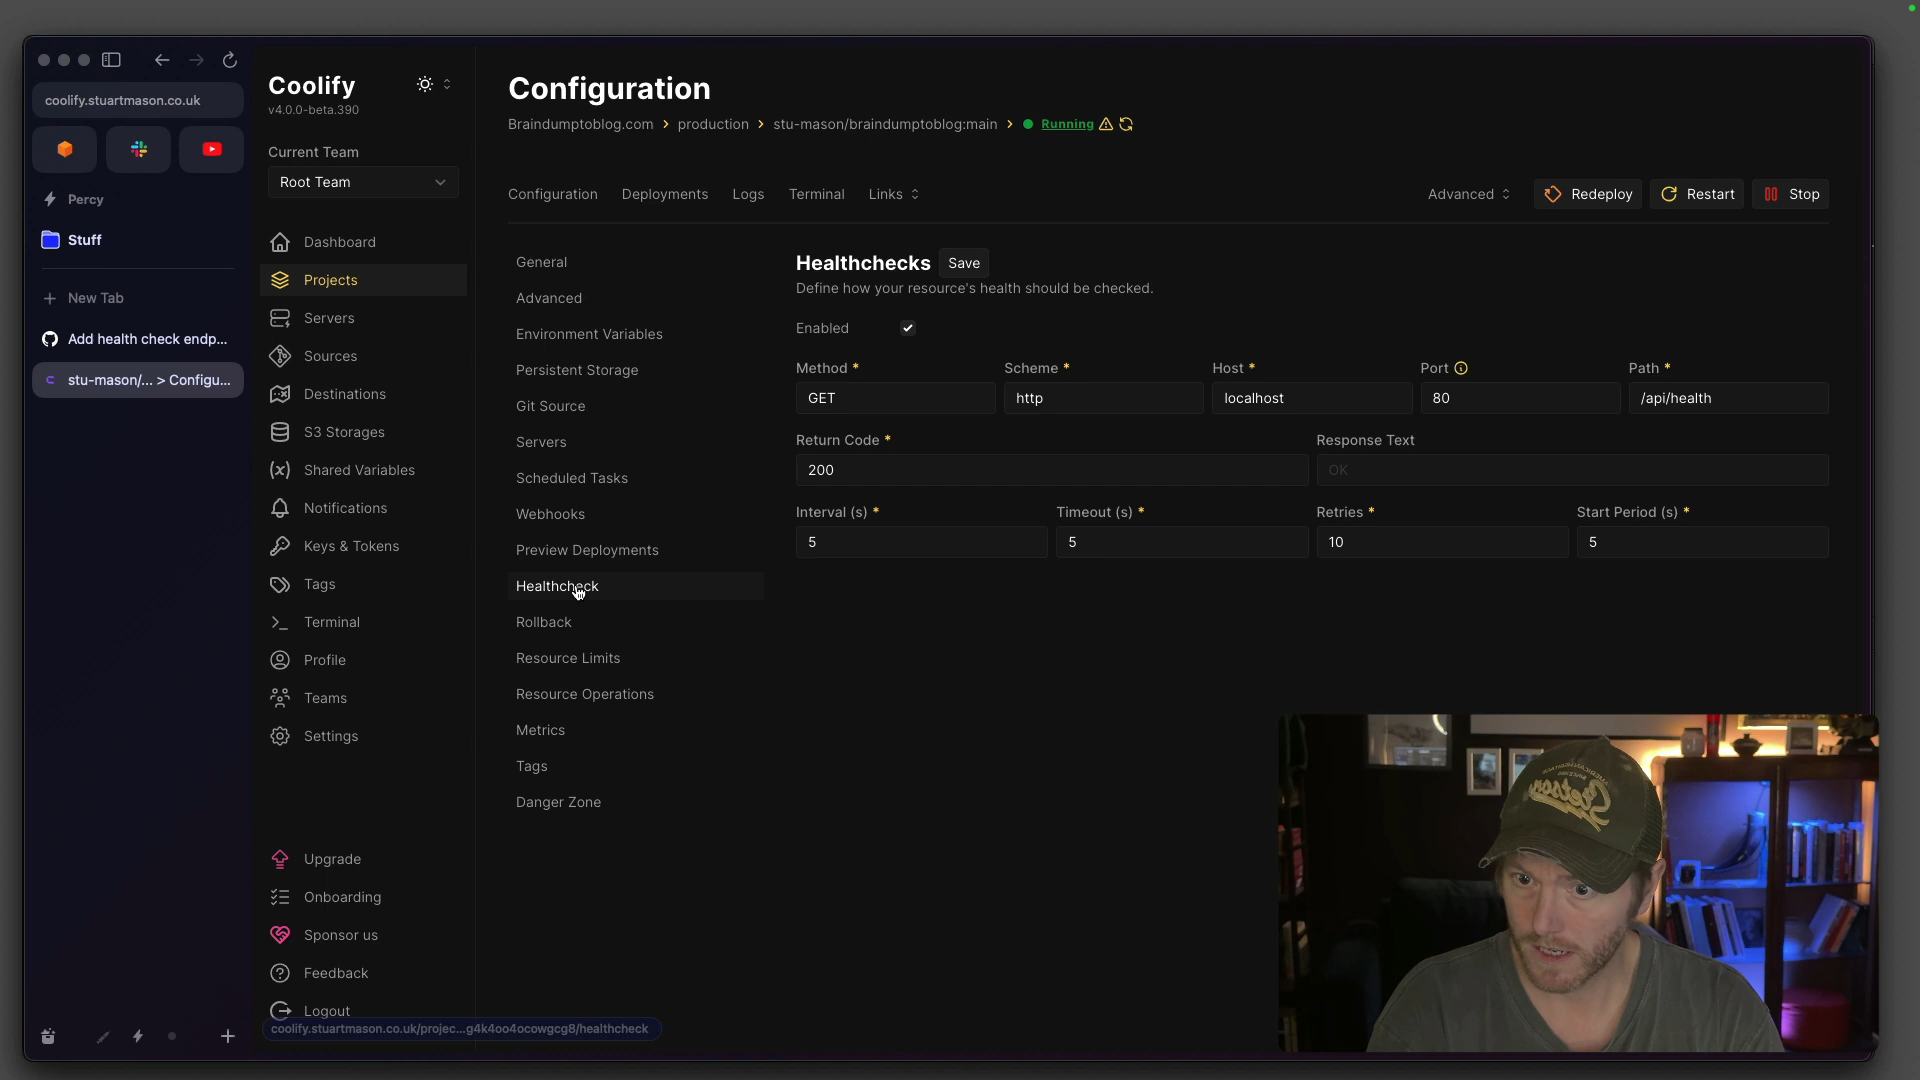 coolify.stuartmason.co.uk
Percy
Stuff
New Tab
Add health check endp...
stu-mason/... > Configu...
Coolify
v4.0.0-beta.390
Current Team
Root Team
Dashboard
Projects
Servers
Sources
Destinations
S3 Storages
Shared Variables
Notifications
Keys & Tokens
Tags
Terminal
Profile
Teams
Settings
Upgrade
Onboarding
Sponsor us
Feedback
Logout
coolify.stuartmason.co.uk/projec...g4k4oo4ocowgcg8/healthcheck
Configuration
Braindumptoblog.com > production > stu-mason/braindumptoblog:main > Running
Configuration Deployments Logs Terminal Links
Advanced Redeploy Restart Stop
General
Advanced
Environment Variables
Persistent Storage
Git Source
Servers
Scheduled Tasks
Webhooks
Preview Deployments
Healthcheck
Rollback
Resource Limits
Resource Operations
Metrics
Tags
Danger Zone
Healthchecks Save
Define how your resource's health should be checked.
Enabled
Method * Scheme * Host * Port Path *
GET http localhost 80 /api/health
Return Code * Response Text
200 OK
Interval (s) * Timeout (s) * Retries * Start Period (s) *
5 5 10 5
Stetson